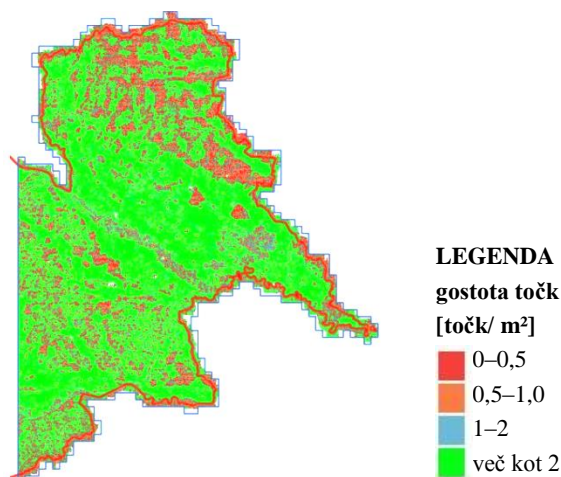 LEGENDA
gostota točk
[točk/ m²]
0–0,5
0,5–1,0
1–2
več kot 2